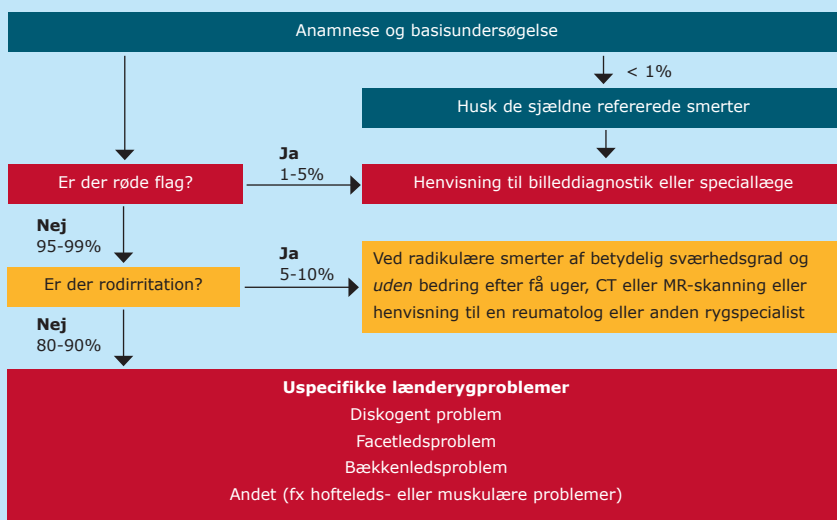 Anamnese og basisundersøgelse
< 1%
Husk de sjældne refererede smerter
Er der røde flag?
Ja
1-5%
Henvisning til billeddiagnostik eller speciallæge
Nej
95-99%
Er der rodirritation?
Ja
5-10%
Ved radikulære smerter af betydelig sværhedsgrad og
uden bedring efter få uger, CT eller MR-skanning eller
henvisning til en reumatolog eller anden rygspecialist
Nej
80-90%
Uspecifikke lænderygproblemer
Diskogent problem
Facetledsproblem
Bækkenledsproblem
Andet (fx hofteleds- eller muskulære problemer)